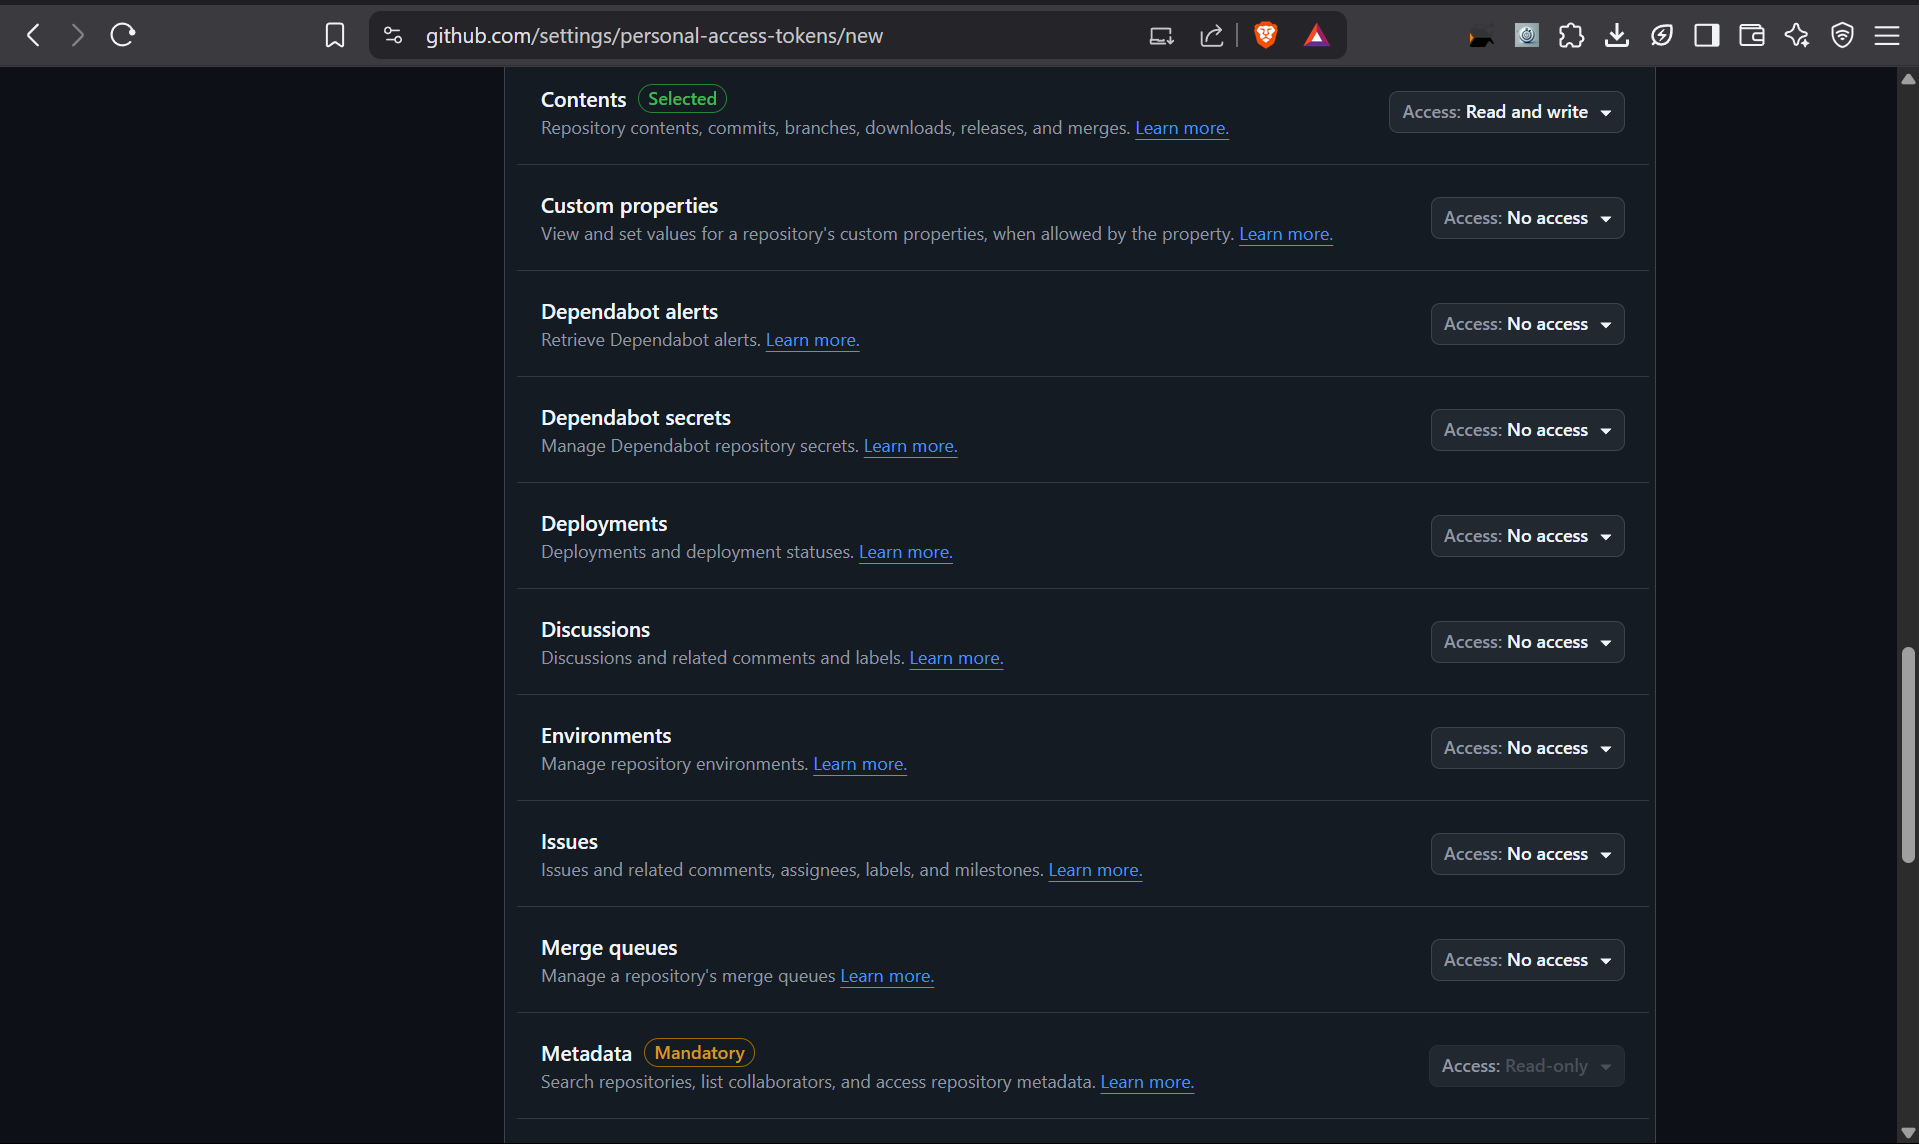 github.com/settings/personal-access-tokens/new
Contents Selected
Access: Read and write
Repository contents, commits, branches, downloads, releases, and merges. Learn more.
Custom properties
Access: No access
View and set values for a repository's custom properties, when allowed by the property. Learn more.
Dependabot alerts
Access: No access
Retrieve Dependabot alerts. Learn more.
Dependabot secrets
Access: No access
Manage Dependabot repository secrets. Learn more.
Deployments
Access: No access
Deployments and deployment statuses. Learn more.
Discussions
Access: No access
Discussions and related comments and labels. Learn more.
Environments
Access: No access
Manage repository environments. Learn more.
Issues
Access: No access
Issues and related comments, assignees, labels, and milestones. Learn more.
Merge queues
Access: No access
Manage a repository's merge queues Learn more.
Metadata Mandatory
Access: Read-only
Search repositories, list collaborators, and access repository metadata. Learn more.